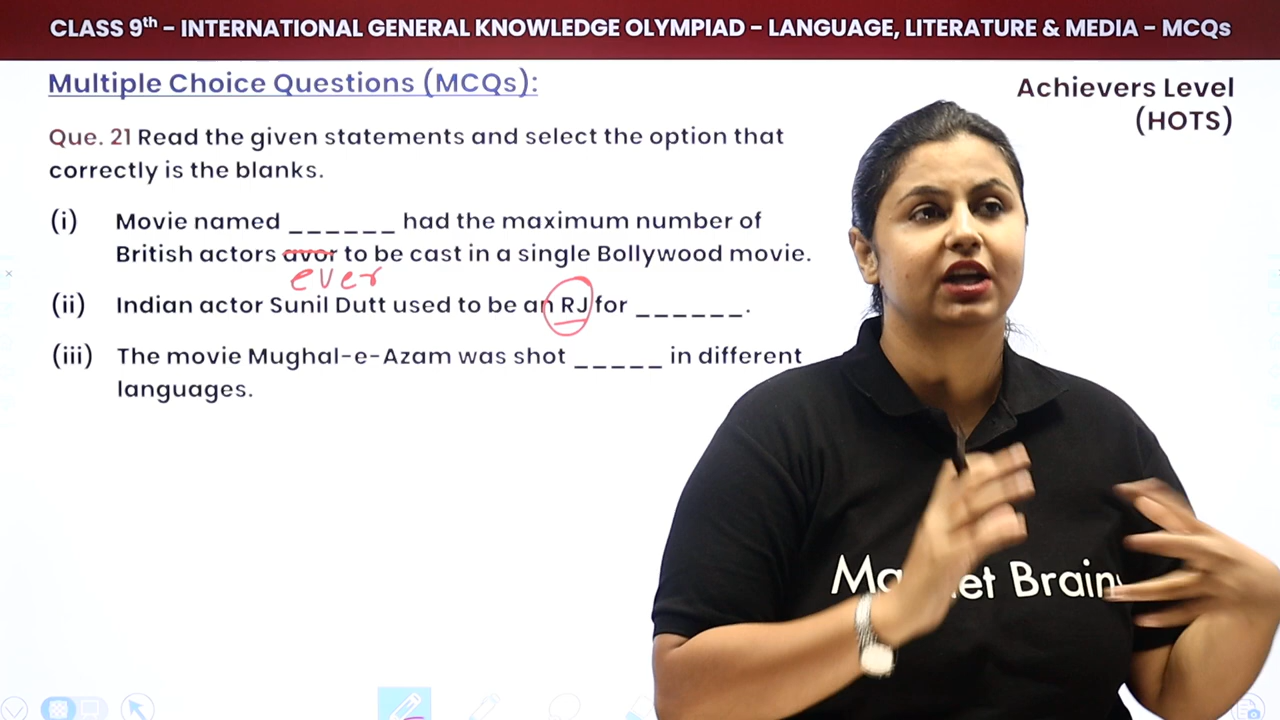 CLASS 9th - INTERNATIONAL GENERAL KNOWLEDGE OLYMPIAD - LANGUAGE, LITERATURE & MEDIA - MCQs
Multiple Choice Questions (MCQs):
Achievers Level
(HOTS)
Que. 21 Read the given statements and select the option that
correctly is the blanks.
(i) Movie named ______ had the maximum number of
British actors avor to be cast in a single Bollywood movie.
ever
(ii) Indian actor Sunil Dutt used to be an RJ for ______.
(iii) The movie Mughal-e-Azam was shot _____ in different
languages.